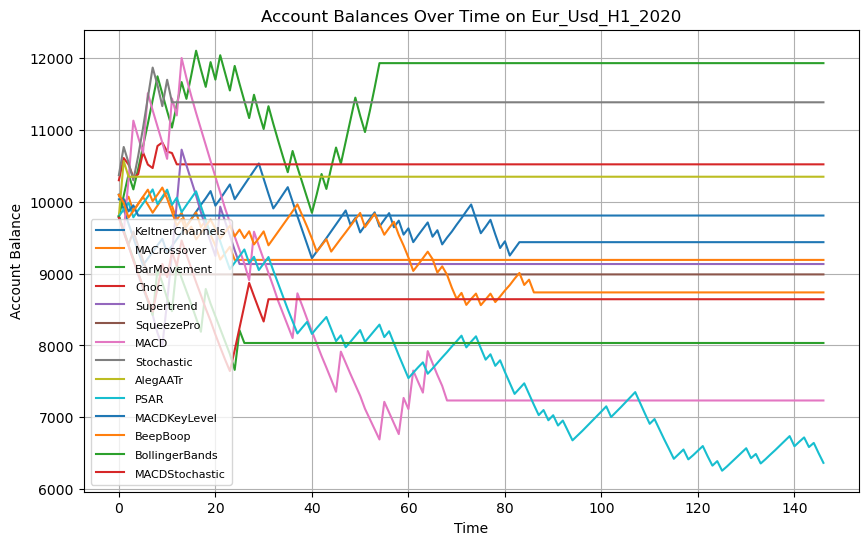 Account Balances Over Time on Eur_Usd_H1_2020
Account Balance
12000
11000
10000
9000
8000
7000
6000
KeltnerChannels
MACrossover
BarMovement
Choc
Supertrend
SqueezePro
MACD
Stochastic
AlegAATr
PSAR
MACDKeyLevel
BeepBoop
BollingerBands
MACDStochastic
0 20 40 60 80 100 120 140
Time